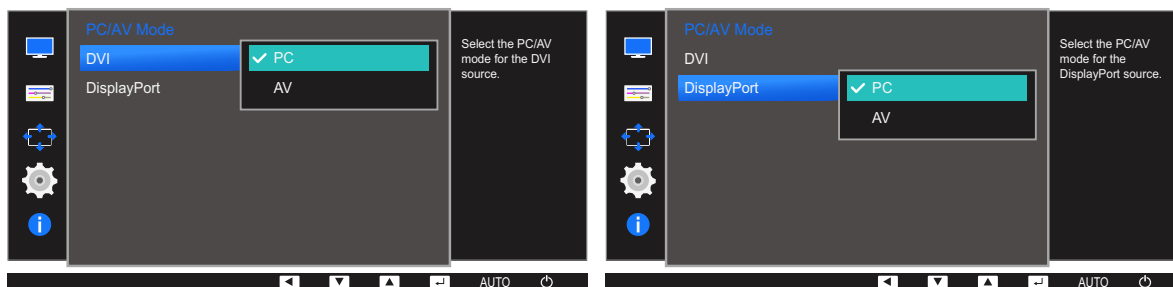 PC/AV Mode
DVI
PC
DisplayPort
AV
Select the PC/AV
mode for the DVI
source.
AUTO
PC/AV Mode
DVI
DisplayPort
PC
AV
Select the PC/AV
mode for the
DisplayPort source.
AUTO